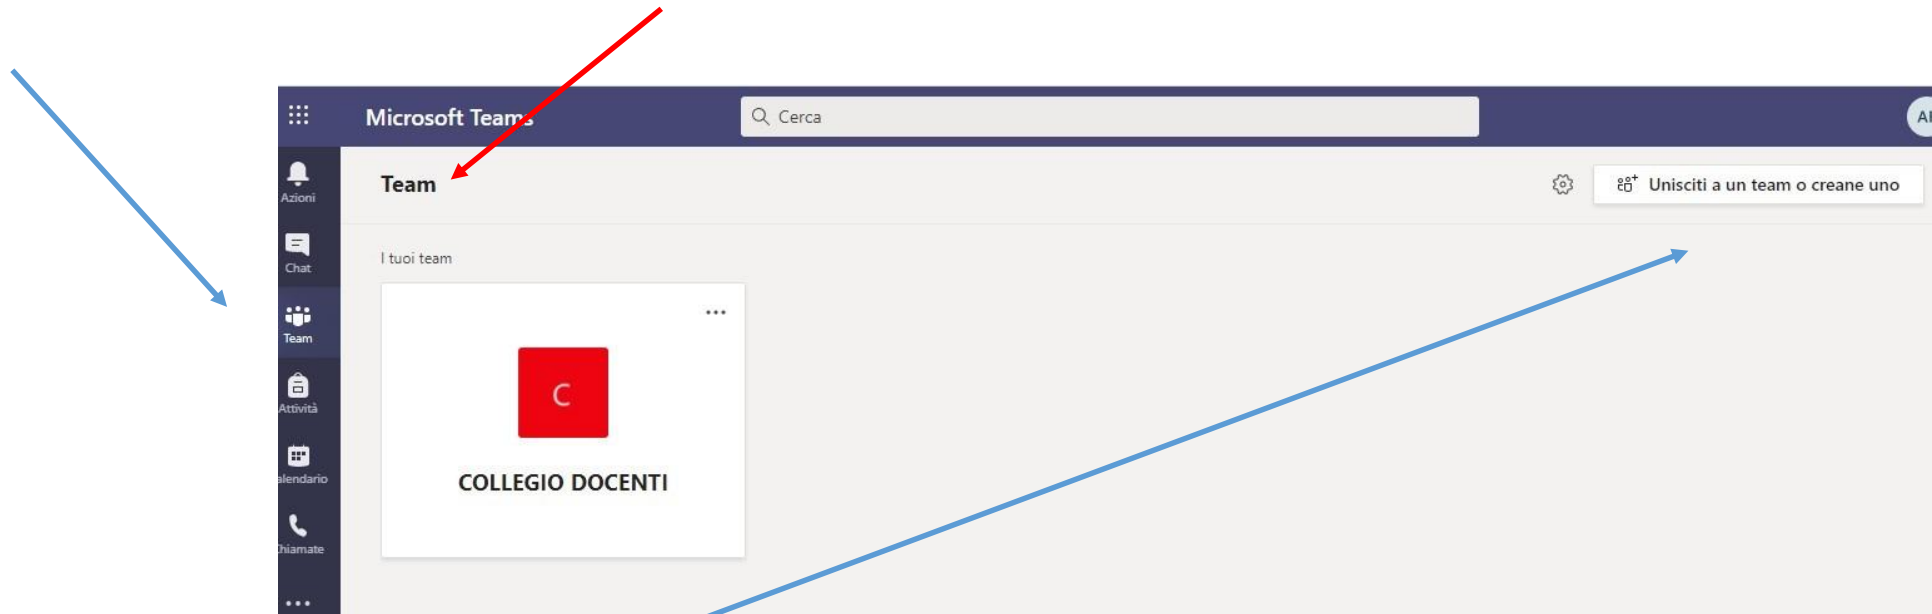 Microsoft Teams
Cerca
AI
Azioni
Team
Unisciti a un team o creane uno
Chat
I tuoi team
Team
C
Attività
COLLEGIO DOCENTI
alendario
Chiamate